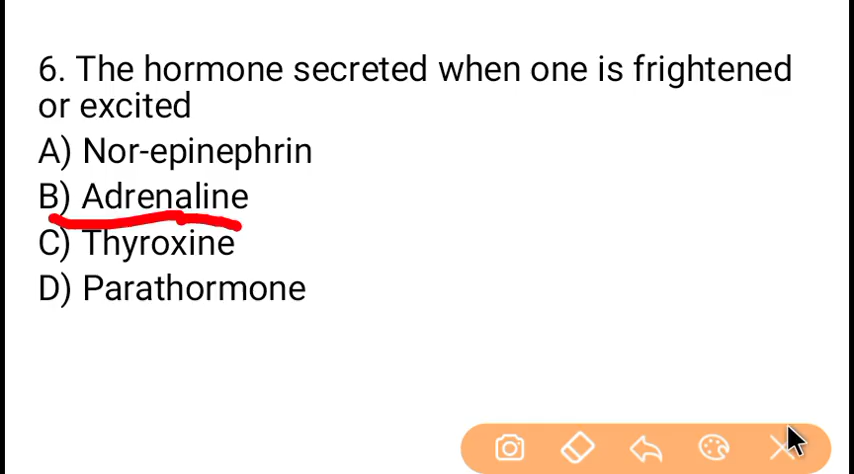 6. The hormone secreted when one is frightened
or excited
A) Nor-epinephrin
B) Adrenaline
C) Thyroxine
D) Parathormone